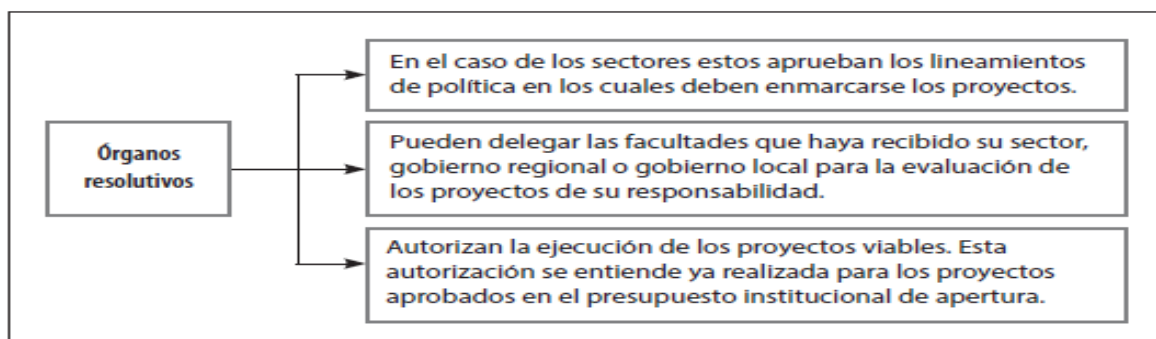 Órganos
resolutivos
En el caso de los sectores estos aprueban los lineamientos
de política en los cuales deben enmarcarse los proyectos.
Pueden delegar las facultades que haya recibido su sector,
gobierno regional o gobierno local para la evaluación de
los proyectos de su responsabilidad.
Autorizan la ejecución de los proyectos viables. Esta
autorización se entiende ya realizada para los proyectos
aprobados en el presupuesto institucional de apertura.